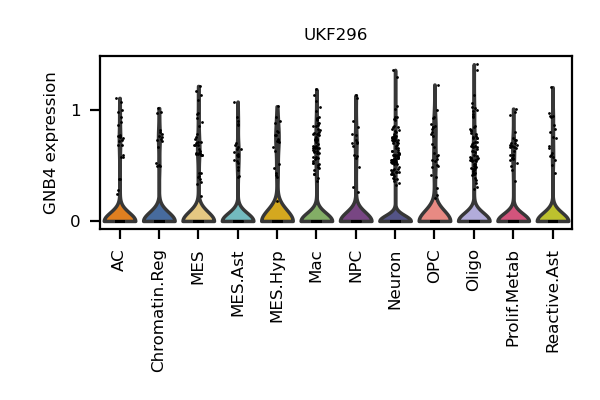 UKF296
GNB4 expression
1
0
AC
Chromatin.Reg
MES
MES.Ast
MES.Hyp
Mac
NPC
Neuron
OPC
Oligo
Prolif.Metab
Reactive.Ast